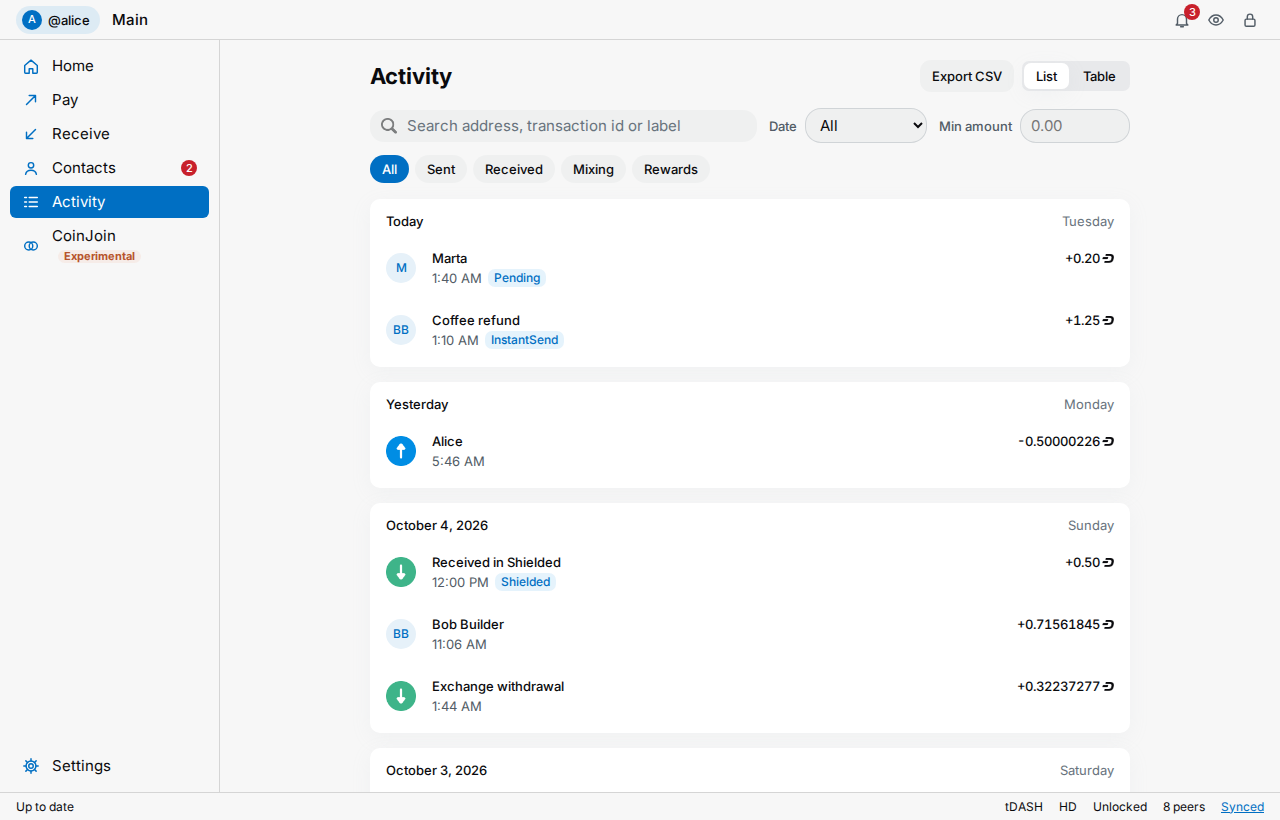 A @alice Main 3
Home
Pay
Receive
Contacts 2
Activity
CoinJoin
Experimental
Settings
Activity Export CSV List Table
Search address, transaction id or label Date All Min amount 0.00
All Sent Received Mixing Rewards
Today Tuesday
M Marta +0.20
1:40 AM Pending
BB Coffee refund +1.25
1:10 AM InstantSend
Yesterday Monday
Alice -0.50000226
5:46 AM
October 4, 2026 Sunday
Received in Shielded +0.50
12:00 PM Shielded
BB Bob Builder +0.71561845
11:06 AM
Exchange withdrawal +0.32237277
1:44 AM
October 3, 2026 Saturday
Up to date tDASH HD Unlocked 8 peers Synced